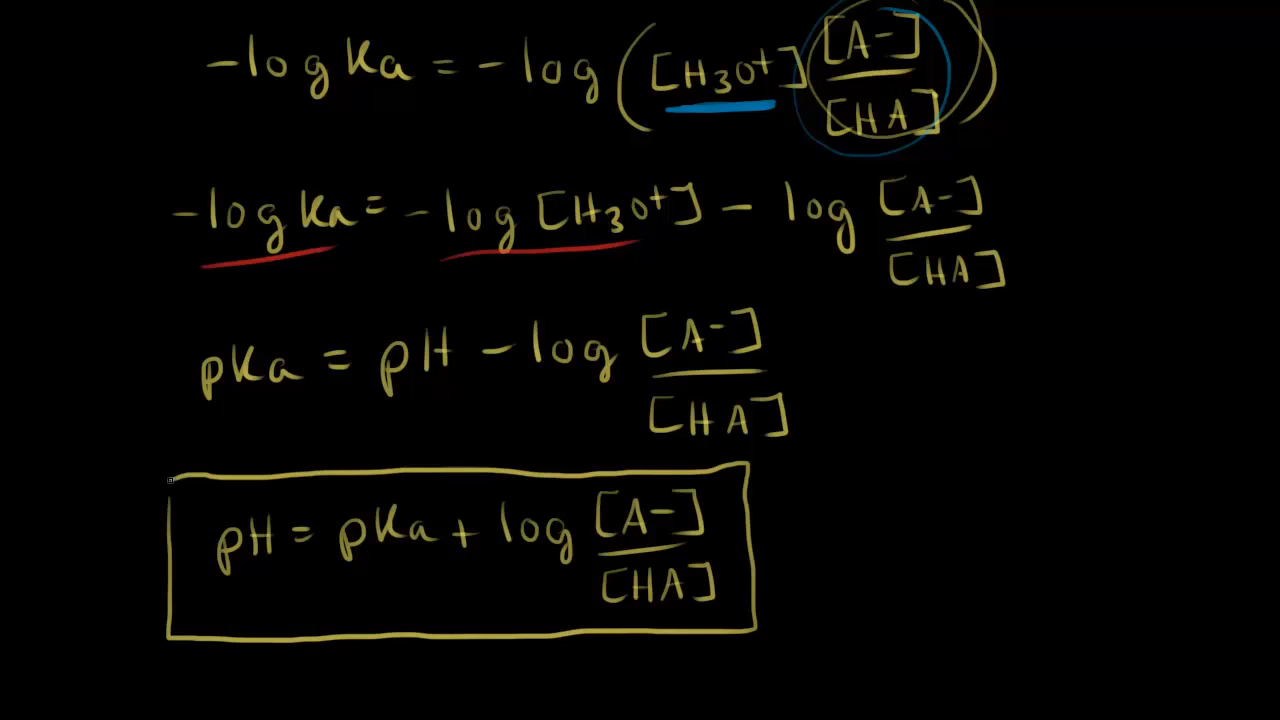 -log Ka = -log ([H3O+] [A-]/[HA])
-log Ka = -log [H3O+] - log [A-]/[HA]
pKa = pH - log [A-]/[HA]
pH = pKa + log [A-]/[HA]